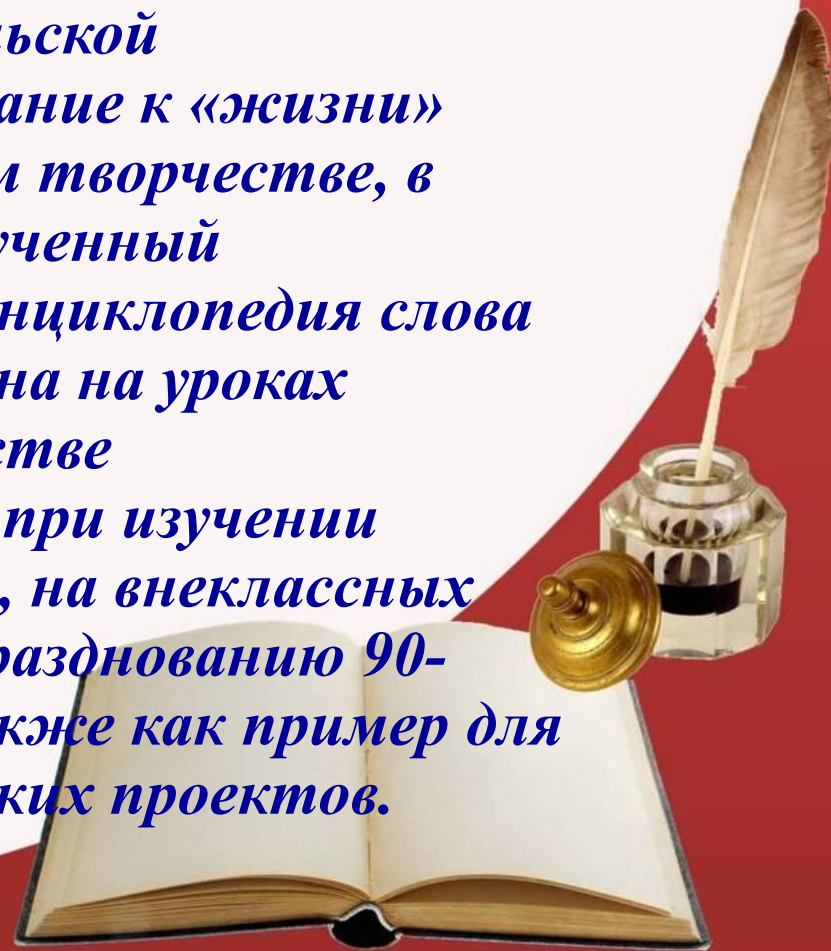 ьской
ание к «жизни»
м творчестве, в
ученный
нциклопедия слова
на на уроках
стве
при изучении
, на внеклассных
разднованию 90-
кже как пример для
ких проектов.